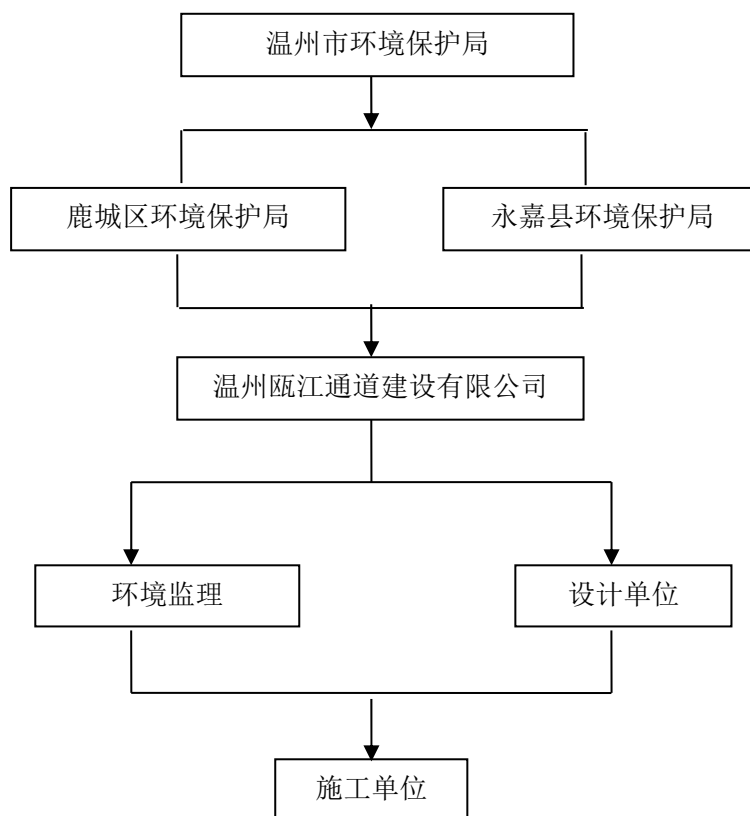 温州市环境保护局
鹿城区环境保护局
永嘉县环境保护局
温州瓯江通道建设有限公司
环境监理
设计单位
施工单位